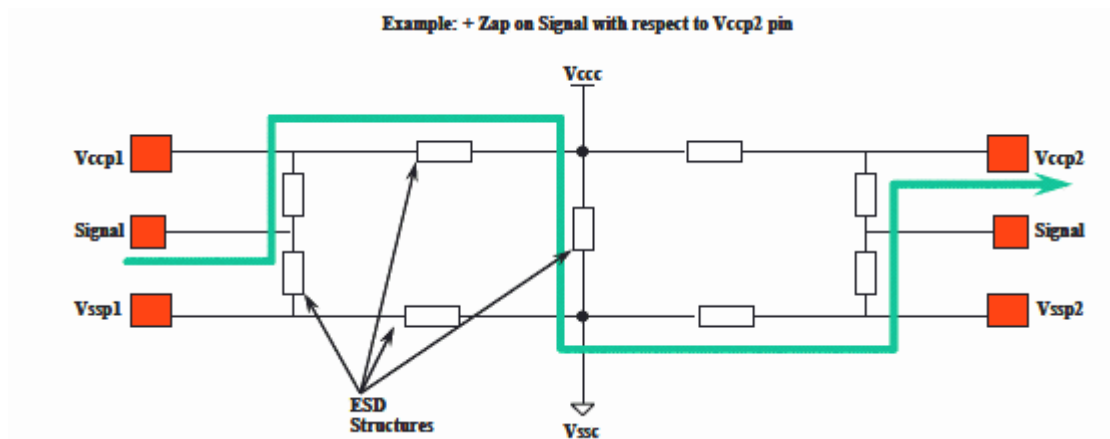 Example: + Zap on Signal with respect to Vccp2 pin
Vccc
Vccp1
Vccp2
Signal
Signal
Vssp1
Vssp2
ESD
Structures
Vssc